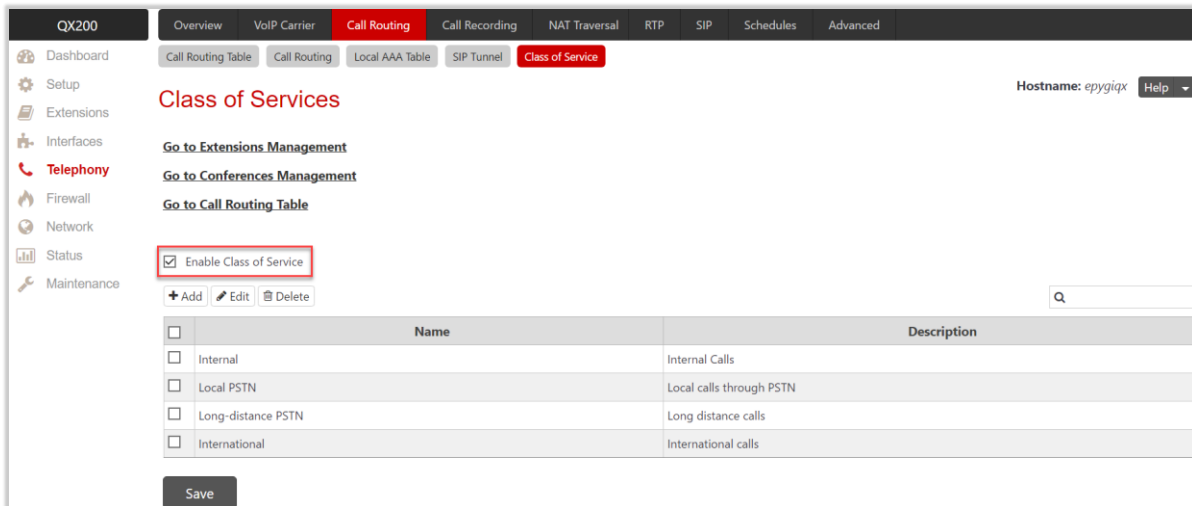 QX200 Overview VoIP Carrier Call Routing Call Recording NAT Traversal RTP SIP Schedules Advanced
Dashboard
Setup
Extensions
Interfaces
Telephony
Firewall
Network
Status
Maintenance
Call Routing Table Call Routing Local AAA Table SIP Tunnel Class of Service
Hostname: epygiqx Help
Class of Services
Go to Extensions Management
Go to Conferences Management
Go to Call Routing Table
Enable Class of Service
Add Edit Delete
Name Description
Internal Internal Calls
Local PSTN Local calls through PSTN
Long-distance PSTN Long distance calls
International International calls
Save